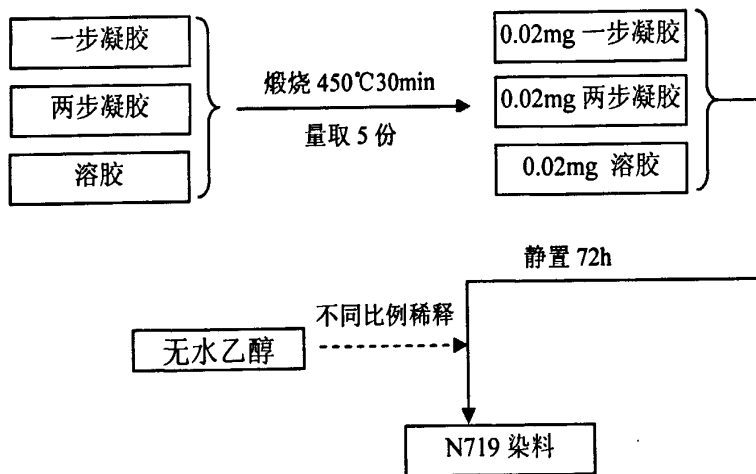 一步凝胶
两步凝胶
溶胶
煅烧 450℃30min
量取 5 份
0.02mg 一步凝胶
0.02mg 两步凝胶
0.02mg 溶胶
静置 72h
不同比例稀释
无水乙醇
N719 染料